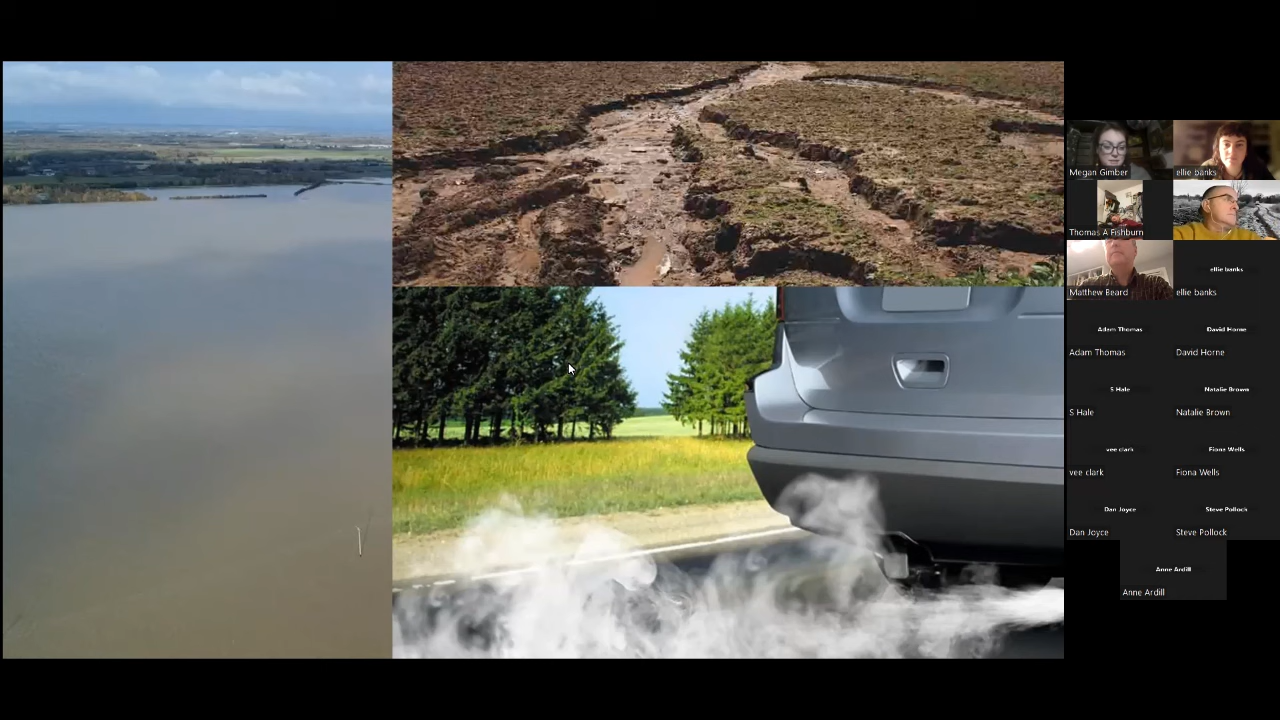 Megan Gimber
ellie banks
Thomas A Fishburn
Matthew Beard
ellie banks
ellie banks
Adam Thomas
David Horne
Adam Thomas
David Horne
S Hale
Natalie Brown
S Hale
Natalie Brown
vee clark
Fiona Wells
vee clark
Fiona Wells
Dan Joyce
Steve Pollock
Dan Joyce
Steve Pollock
Anne Ardill
Anne Ardill